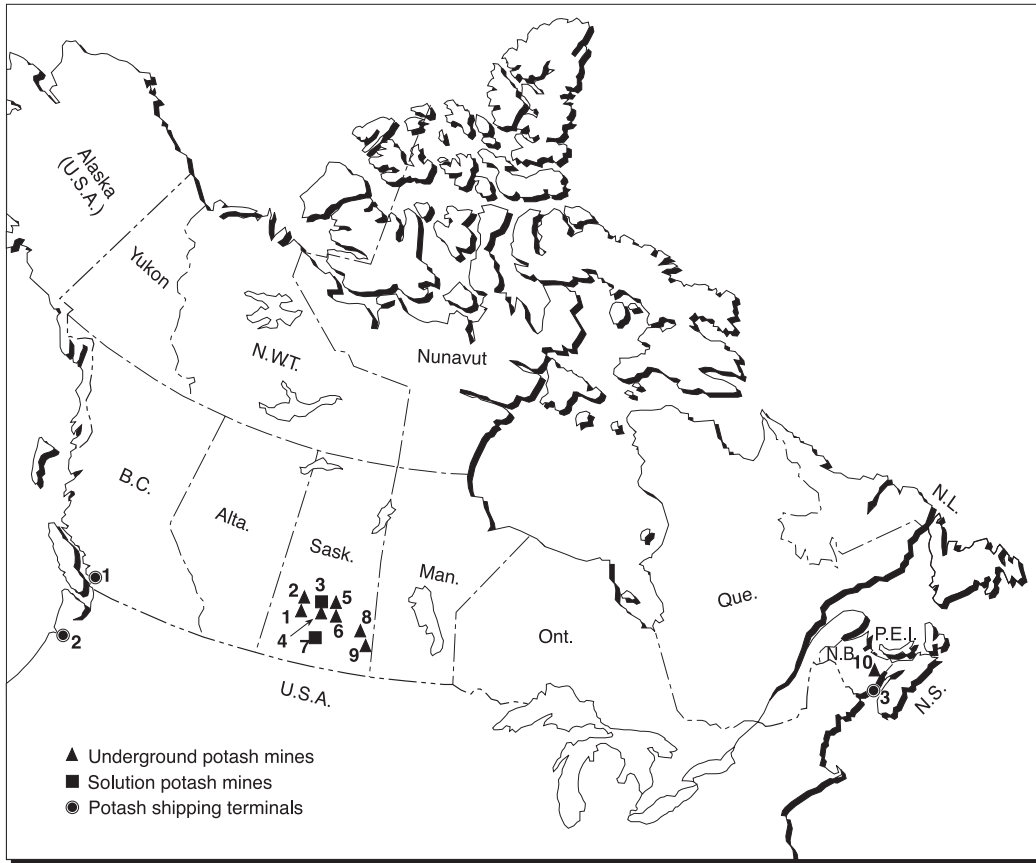 Alaska
(U.S.A.)
Yukon
N.W.T.
Nunavut
B.C.
Alta.
Sask.
Man.
Ont.
Que.
N.L.
P.E.I.
N.B.
N.S.
U.S.A.
1
2
2
3
5
1
4
6
7
8
9
10
3
Underground potash mines
Solution potash mines
Potash shipping terminals